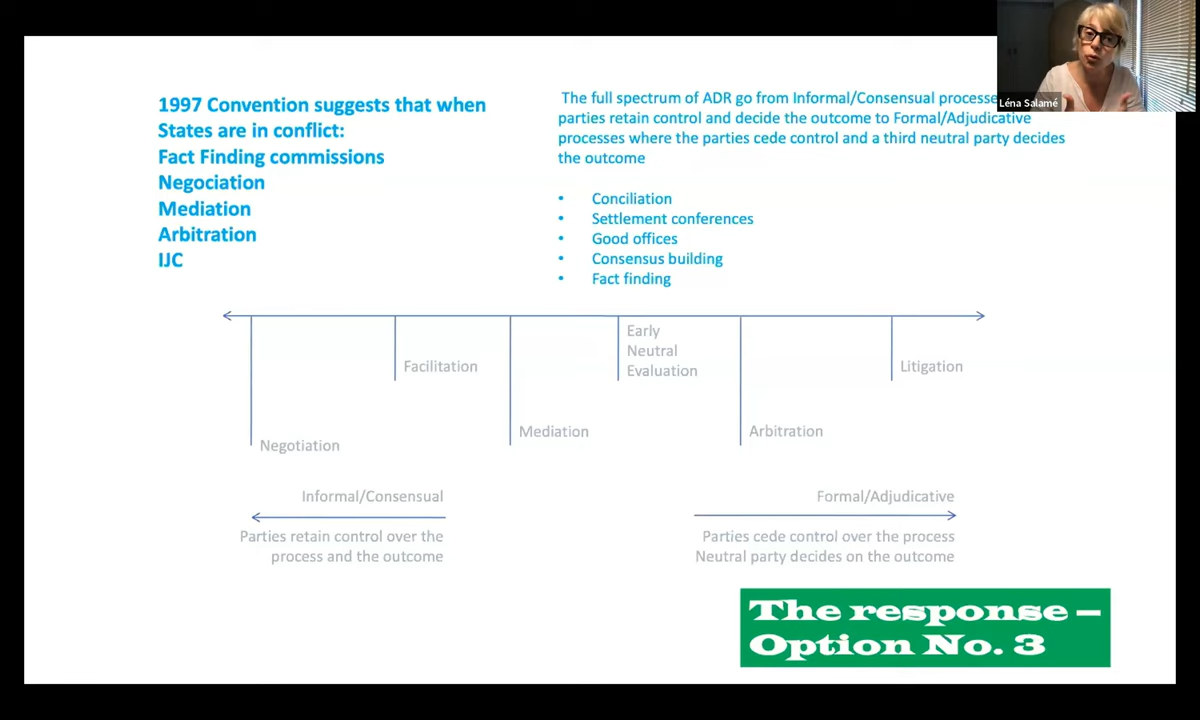 1997 Convention suggests that when
States are in conflict:
Fact Finding commissions
Negociation
Mediation
Arbitration
IJC
The full spectrum of ADR go from Informal/Consensual
parties retain control and decide the outcome to Formal/Adjudicative
processes where the parties cede control and a third neutral party decides
the outcome
• Conciliation
• Settlement conferences
• Good offices
• Consensus building
• Fact finding
Léna Salamé
Early
Neutral
Evaluation
Facilitation
Litigation
Mediation
Arbitration
Negotiation
Informal/Consensual
Parties retain control over the
process and the outcome
Formal/Adjudicative
Parties cede control over the process
Neutral party decides on the outcome
The response –
Option No. 3